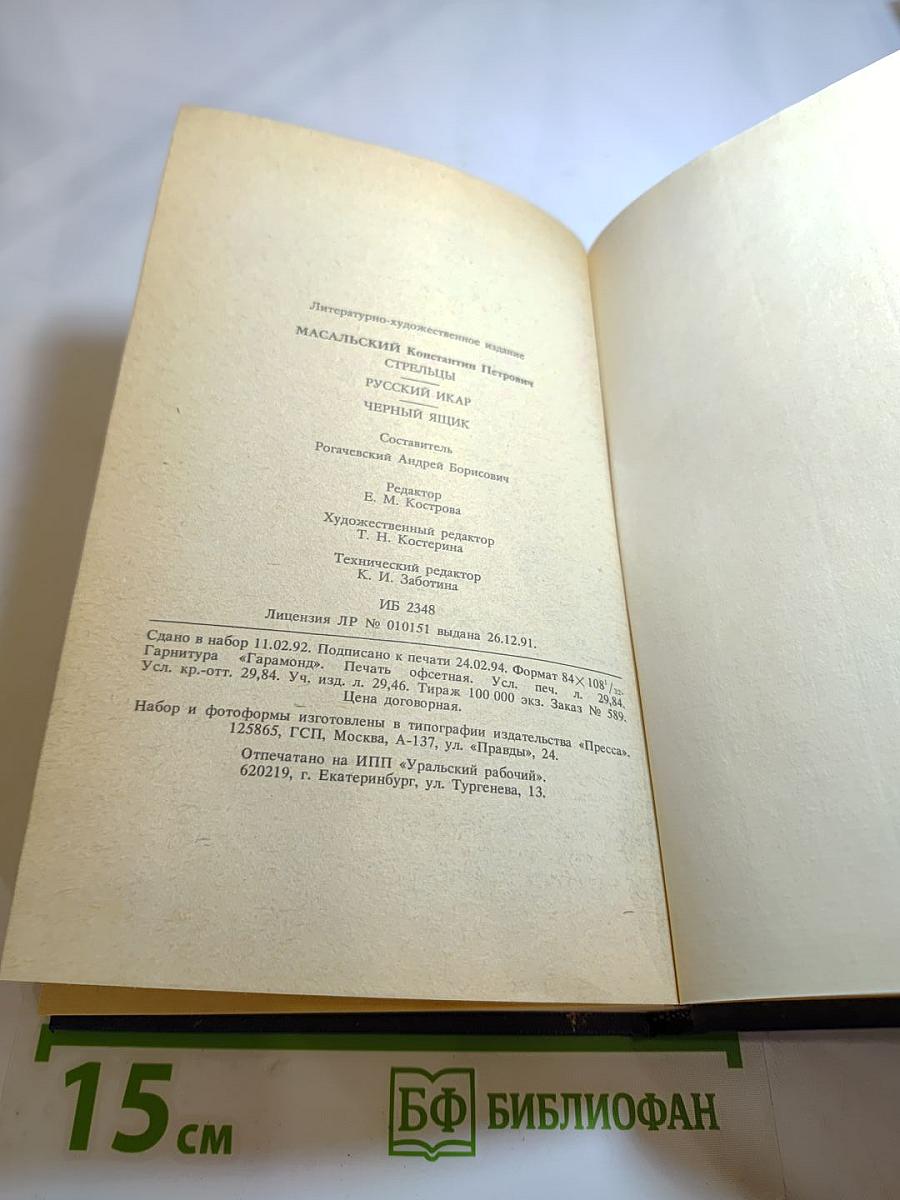 Литературно-художественное издание
МАСАЛЬСКИЙ Константин Петрович
СТРЕЛЬЦЫ
РУССКИЙ ИКАР
ЧЕРНЫЙ ЯЩИК
Составитель
Рогачевский Андрей Борисович
Редактор
Е. М. Кострова
Художественный редактор
Т. Н. Костерина
Технический редактор
К. И. Заботина
ИБ 2348
Лицензия ЛР № 010151 выдана 26.12.91.
Сдано в набор 11.02.92. Подписано к печати 24.02.94. Формат 84×108¹/₃₂.
Гарнитура «Гарамонд». Печать офсетная. Усл. печ. л. 29,84.
Усл. кр.-отт. 29,84. Уч. изд. л. 29,46. Тираж 100 000 экз. Заказ № 589.
Цена договорная.
Набор и фотоформы изготовлены в типографии издательства «Пресса».
125865, ГСП, Москва, А-137, ул. «Правды», 24.
Отпечатано на ИПП «Уральский рабочий».
620219, г. Екатеринбург, ул. Тургенева, 13.
15 см
БФ БИБЛИОФАН